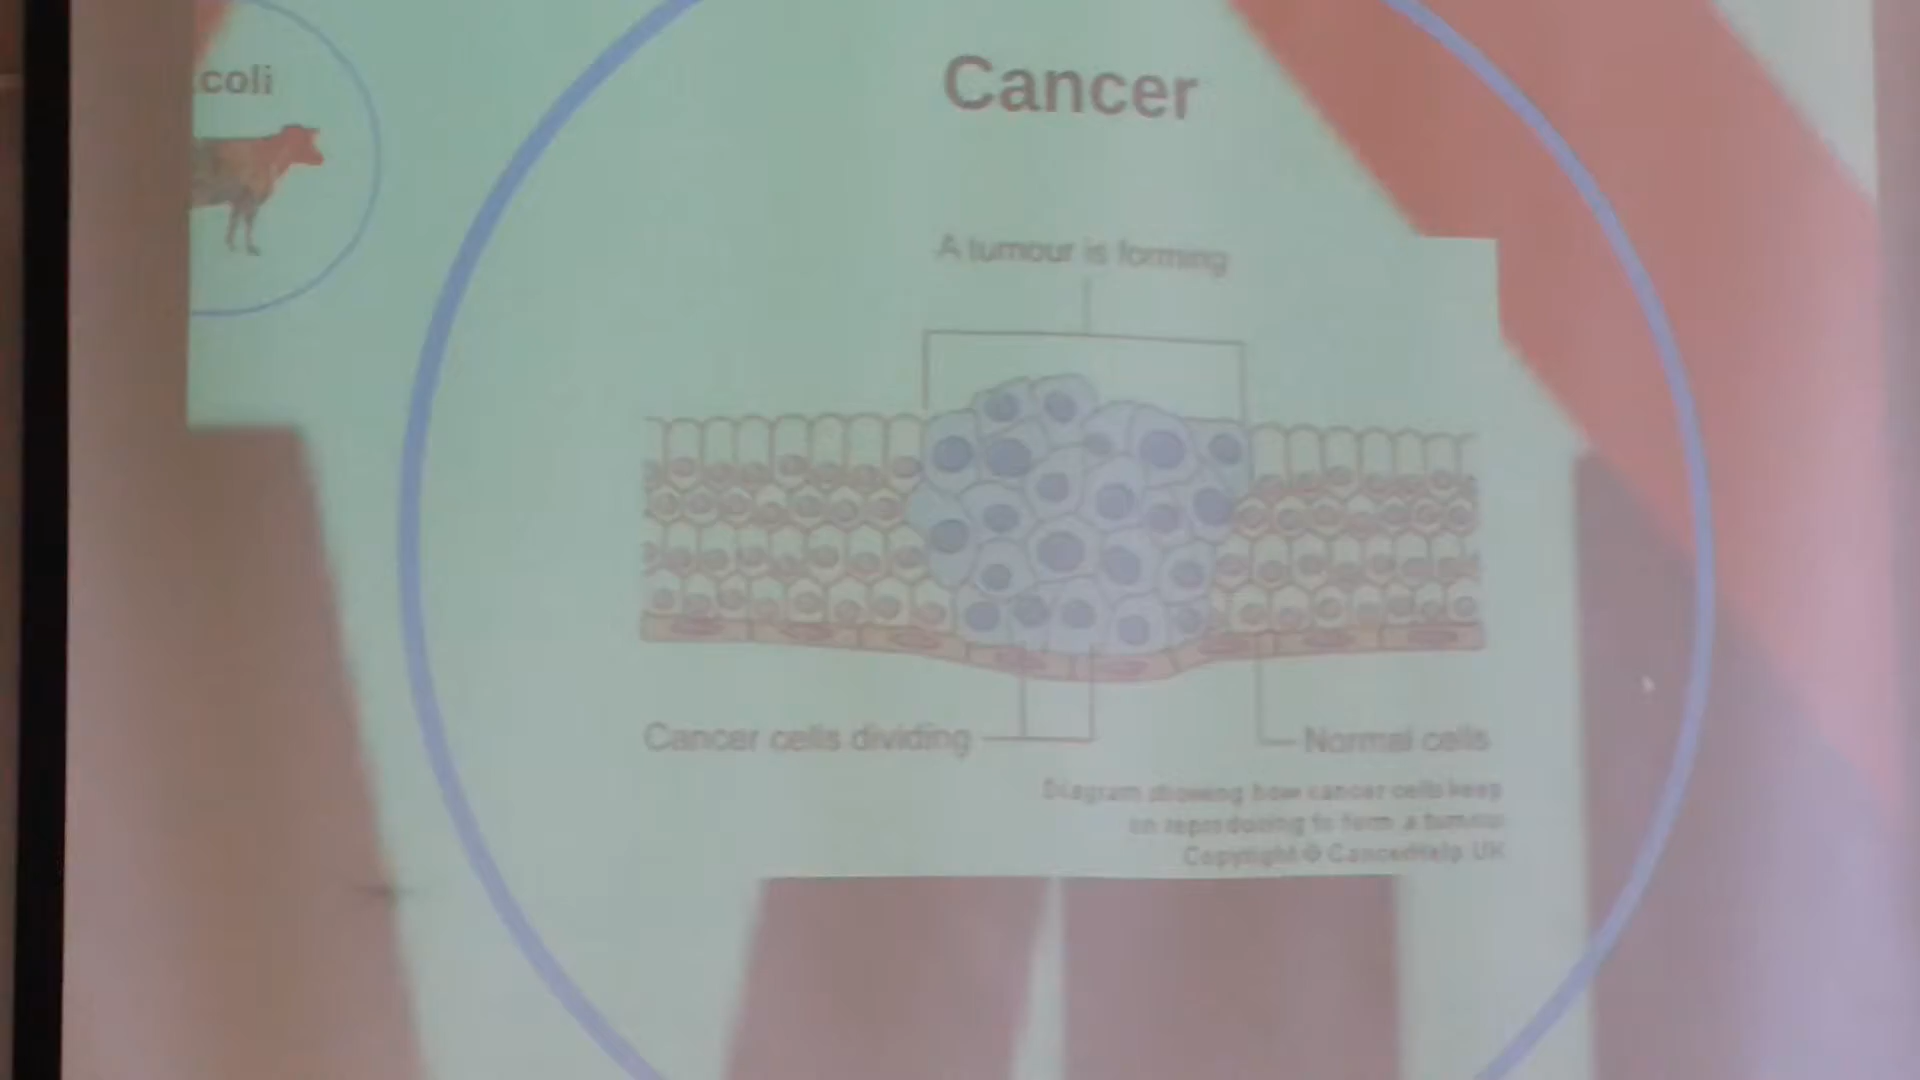 coli
Cancer
A tumour is forming
Cancer cells dividing
Normal cells
Diagram showing how cancer cells keep
on reproducing to form a tumour
Copyright © CancerHelp UK